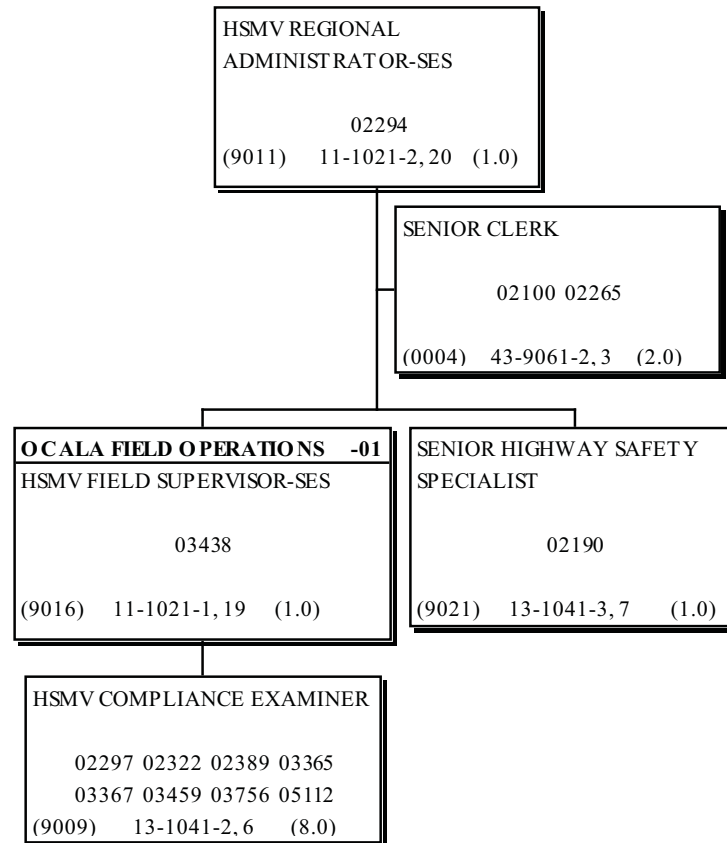 HSMV REGIONAL
ADMINISTRATOR-SES
02294
(9011) 11-1021-2, 20 (1.0)
SENIOR CLERK
02100 02265
(0004) 43-9061-2, 3 (2.0)
OCALA FIELD OPERATIONS -01
HSMV FIELD SUPERVISOR-SES
03438
(9016) 11-1021-1, 19 (1.0)
SENIOR HIGHWAY SAFETY
SPECIALIST
02190
(9021) 13-1041-3, 7 (1.0)
HSMV COMPLIANCE EXAMINER
02297 02322 02389 03365
03367 03459 03756 05112
(9009) 13-1041-2, 6 (8.0)